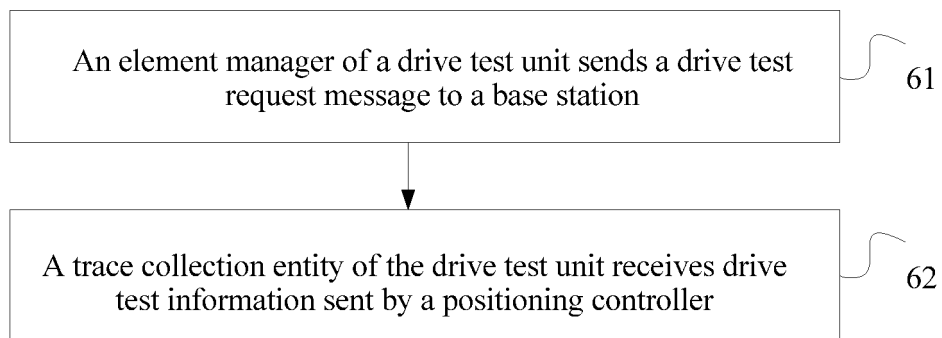 An element manager of a drive test unit sends a drive test
request message to a base station
61
A trace collection entity of the drive test unit receives drive
test information sent by a positioning controller
62